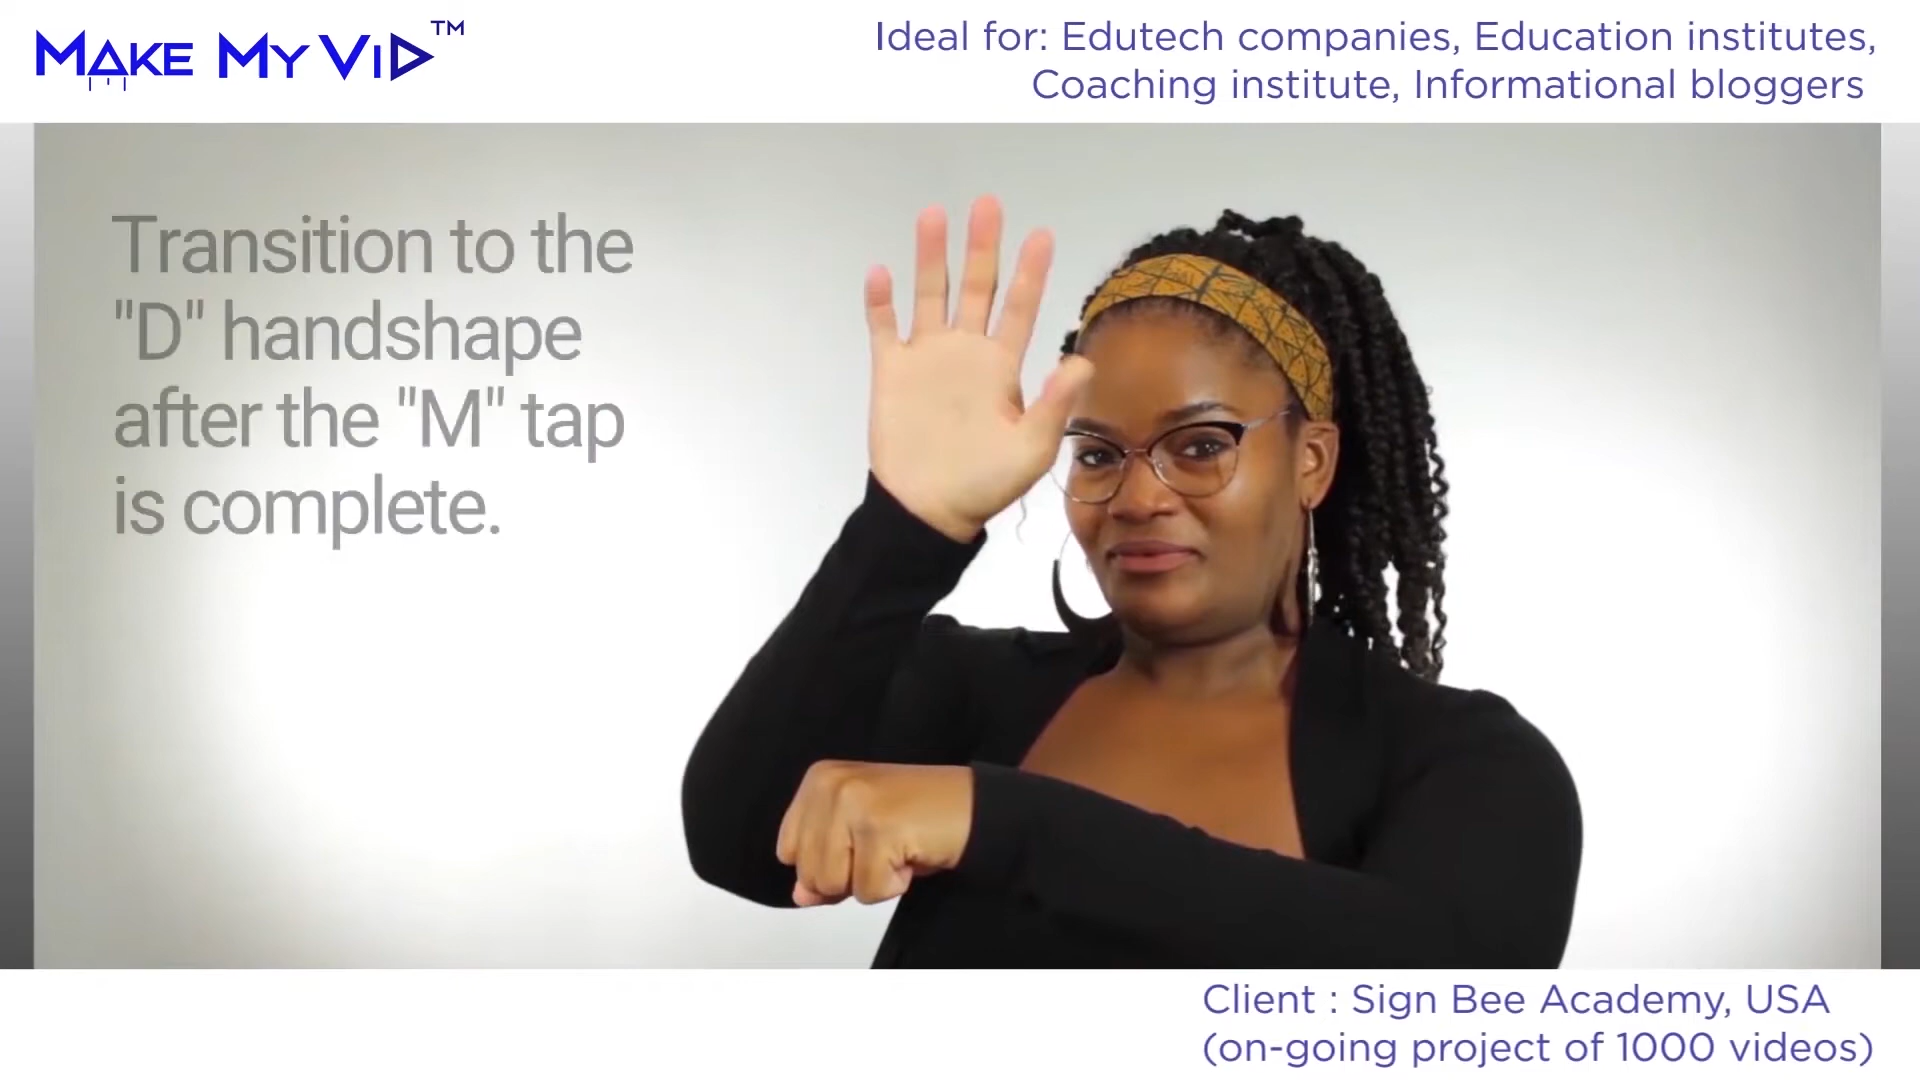 MAKE MY VID™
Ideal for: Edutech companies, Education institutes,
Coaching institute, Informational bloggers
Transition to the
"D" handshape
after the "M" tap
is complete.
Client : Sign Bee Academy, USA
(on-going project of 1000 videos)